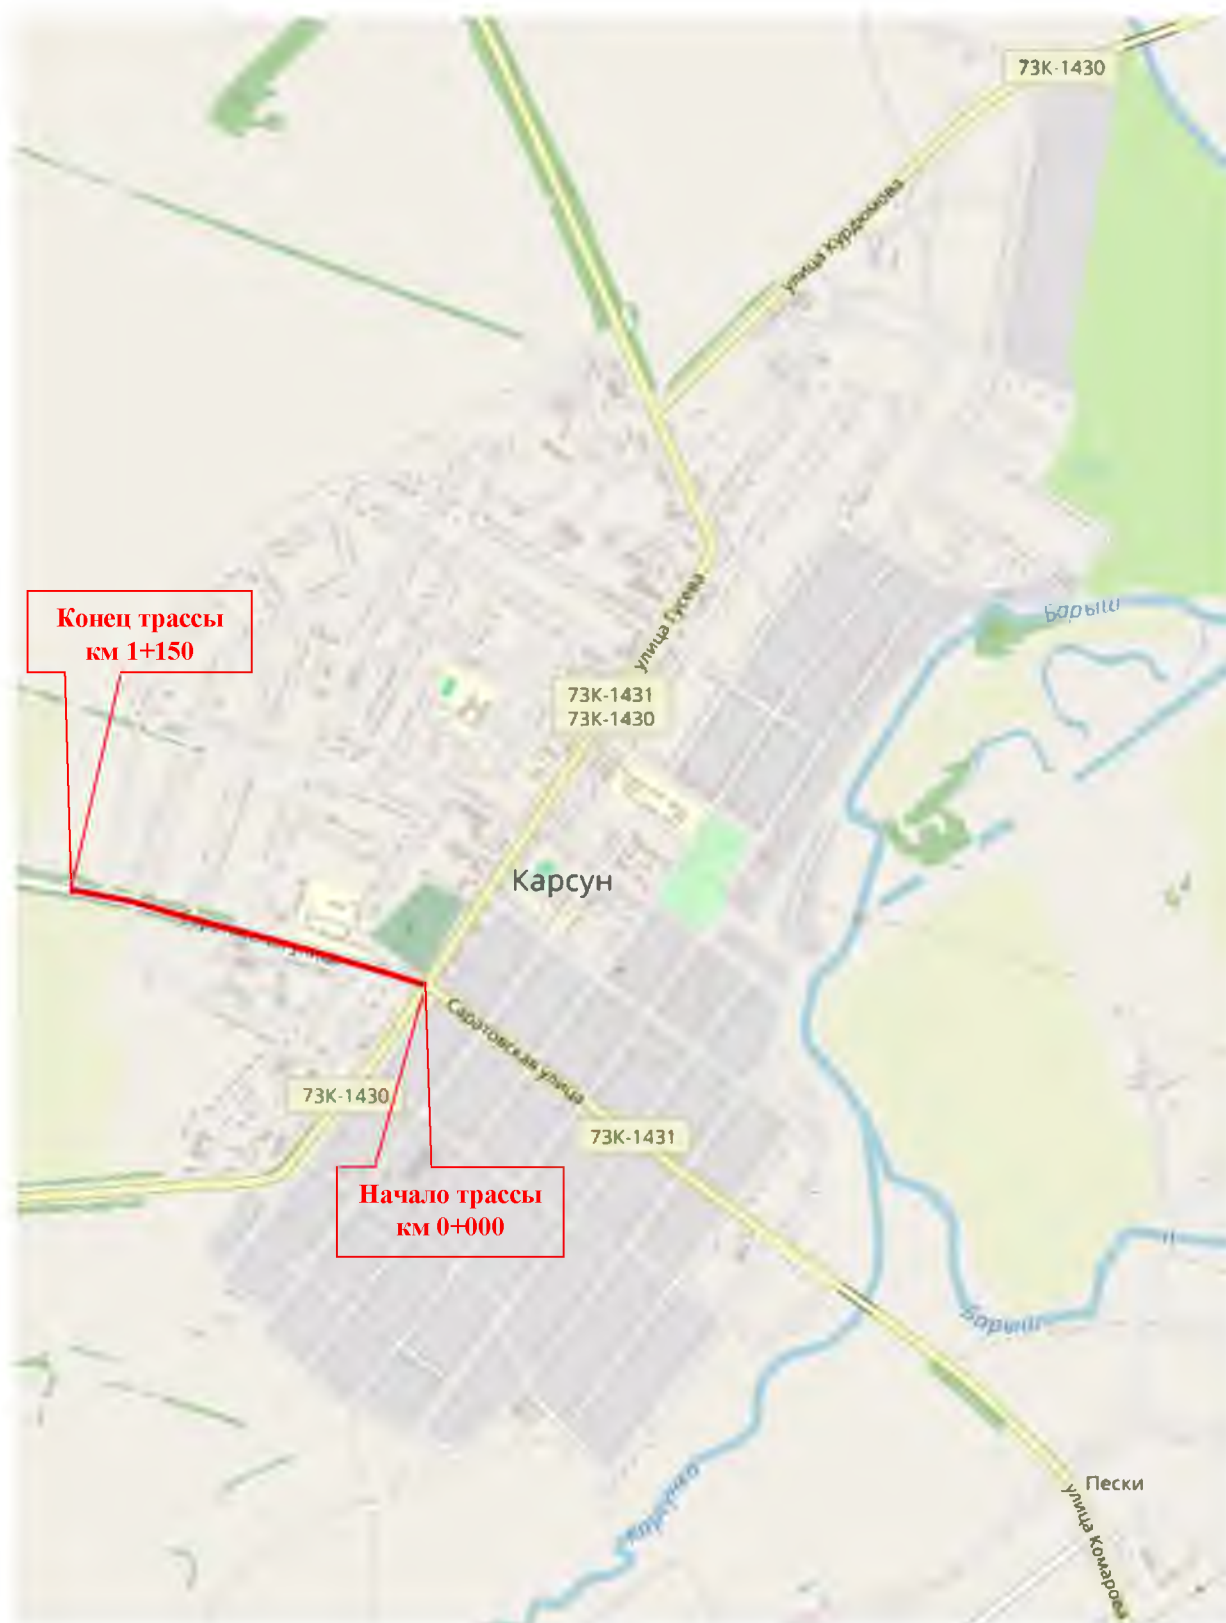 73К-1430
улица Курдюмова
улица Гусева
Барыш
Конец трассы
км 1+150
73К-1431
73К-1430
Карсун
Саратовская улица
73К-1430
73К-1431
Начало трассы
км 0+000
Барыш
Пески
Карсунка
улица Комарова